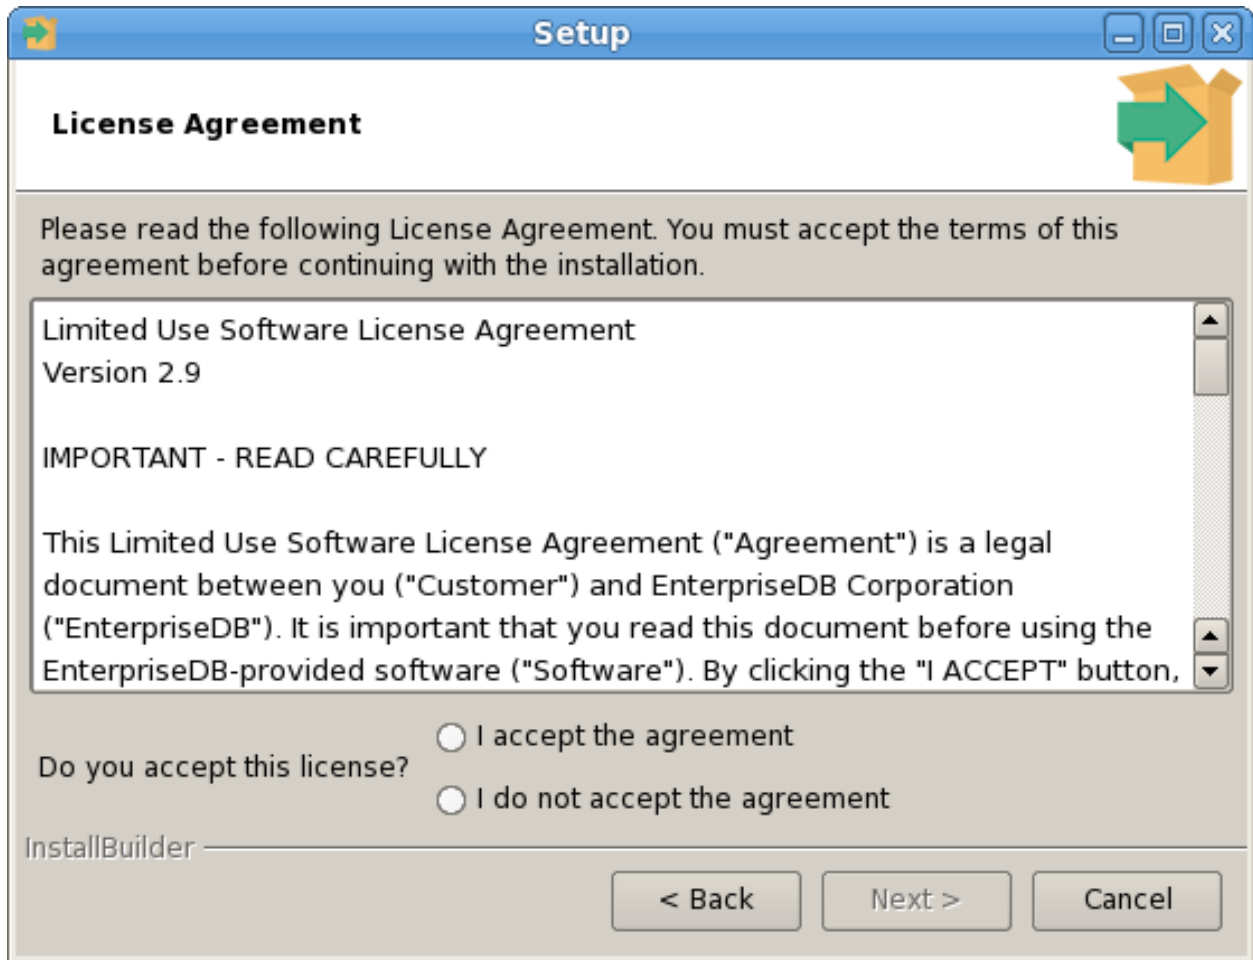 Setup
License Agreement
Please read the following License Agreement. You must accept the terms of this
agreement before continuing with the installation.
Limited Use Software License Agreement
Version 2.9
IMPORTANT - READ CAREFULLY
This Limited Use Software License Agreement ("Agreement") is a legal
document between you ("Customer") and EnterpriseDB Corporation
("EnterpriseDB"). It is important that you read this document before using the
EnterpriseDB-provided software ("Software"). By clicking the "I ACCEPT" button,
Do you accept this license?
I accept the agreement
I do not accept the agreement
InstallBuilder
< Back
Next >
Cancel